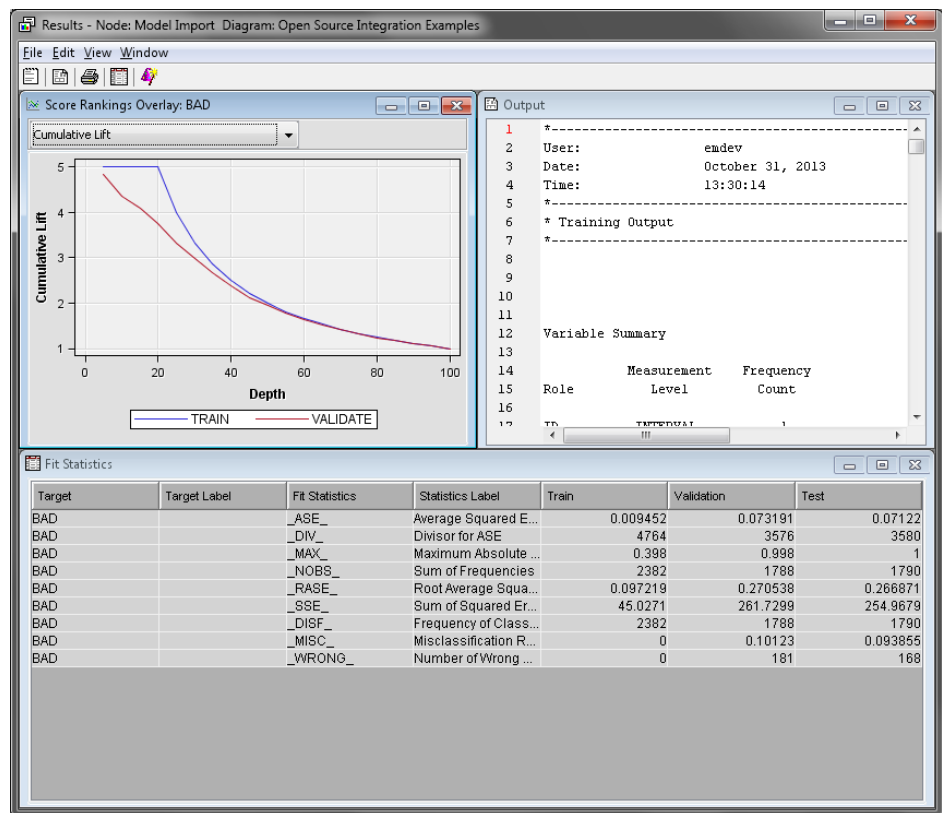 Results - Node: Model Import Diagram: Open Source Integration Examples
File Edit View Window
Score Rankings Overlay: BAD
Cumulative Lift
5
4
3
2
1
Cumulative Lift
0 20 40 60 80 100
Depth
TRAIN VALIDATE
Output
1 *------------------------------------------------------------
2 User: emdev
3 Date: October 31, 2013
4 Time: 13:30:14
5 *------------------------------------------------------------
6 * Training Output
7 *------------------------------------------------------------
8
9
10
11
12 Variable Summary
13
14 Measurement Frequency
15 Role Level Count
16
17 ID INTERVAL 1
Fit Statistics
Target Target Label Fit Statistics Statistics Label Train Validation Test
BAD _ASE_ Average Squared E... 0.009452 0.073191 0.07122
BAD _DIV_ Divisor for ASE 4764 3576 3580
BAD _MAX_ Maximum Absolute ... 0.398 0.998 1
BAD _NOBS_ Sum of Frequencies 2382 1788 1790
BAD _RASE_ Root Average Squa... 0.097219 0.270538 0.266871
BAD _SSE_ Sum of Squared Er... 45.0271 261.7299 254.9679
BAD _DISF_ Frequency of Class... 2382 1788 1790
BAD _MISC_ Misclassification R... 0 0.10123 0.093855
BAD _WRONG_ Number of Wrong ... 0 181 168